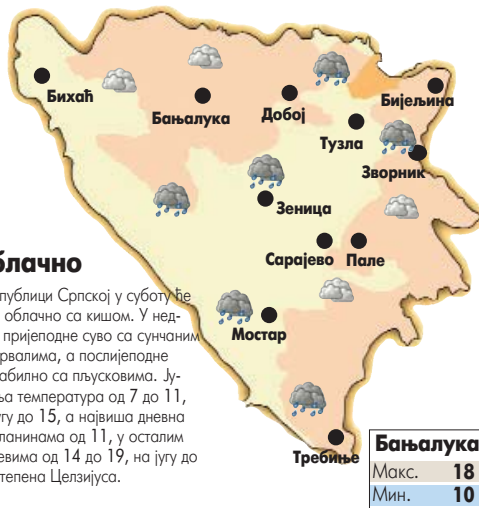 Бихаћ
Бањалука
Добој
Бијељина
Тузла
Зворник
Зеница
Сарајево
Пале
Мостар
Требиње
блачно
публици Српској у суботу ће
облачно са кишом. У нед-
пријеподне суво са сунчаним
рвалима, а послијеподне
абилно са пљусковима. Ју-
ња температура од 7 до 11,
угу до 15, а највиша дневна
ланинама од 11, у осталим
евима од 14 до 19, на југу до
тепена Целзијуса.
Бањалука
Макс. 18
Мин. 10